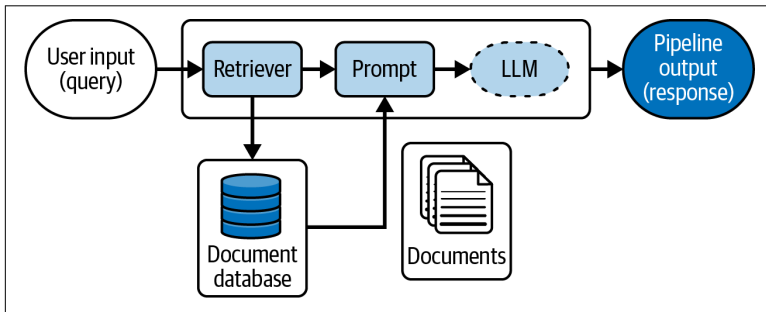 User input
(query)
Retriever
Prompt
LLM
Pipeline
output
(response)
Document
database
Documents